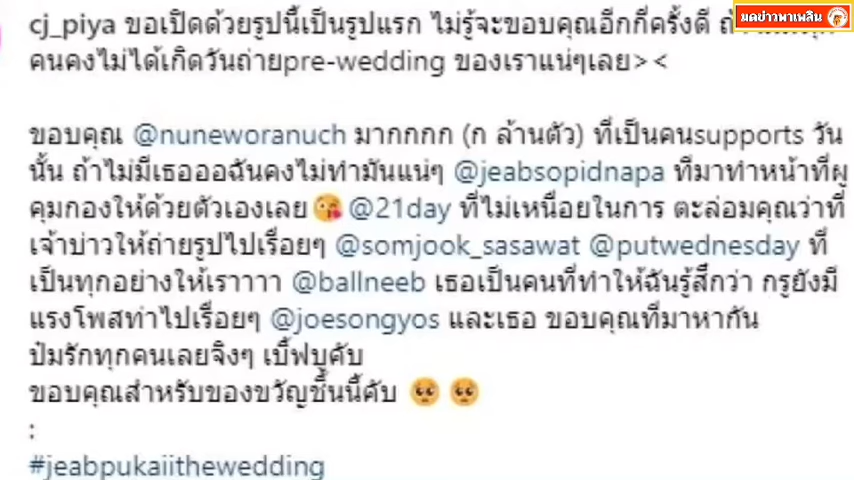 มดข่าวพาเพลิน
cj_piya ขอเปิดด้วยรูปนี้เป็นรูปแรก ไม่รู้จะขอบคุณอีกกี่ครั้งดี
คนคงไม่ได้เกิดวันถ่ายpre-wedding ของเราแน่ๆเลย><
ขอบคุณ @nuneworanuch มากกกก (ก ล้านตัว) ที่เป็นคนsupports วัน
นั้น ถ้าไม่มีเธอออฉันคงไม่ทำมันแน่ๆ @jeabsopidnapa ที่มาทำหน้าที่ผู
คุมกองให้ด้วยตัวเองเลย😘 @21day ที่ไม่เหนื่อยในการ ตะล่อมคุณว่าที่
เจ้าบ่าวให้ถ่ายรูปไปเรื่อยๆ @somjook_sasawat @putwednesday ที่
เป็นทุกอย่างให้เราาาา @ballneeb เธอเป็นคนที่ทำให้ฉันรู้สึกว่า กรูยังมี
แรงโพสท่าไปเรื่อยๆ @joesongyos และเธอ ขอบคุณที่มาหากัน
ป๋มรักทุกคนเลยจิงๆ เบิ้ฟบูคับ
ขอบคุณสำหรับของขวัญชิ้นนี้คับ 🥺 🥺
:
#jeabpukaiithewedding